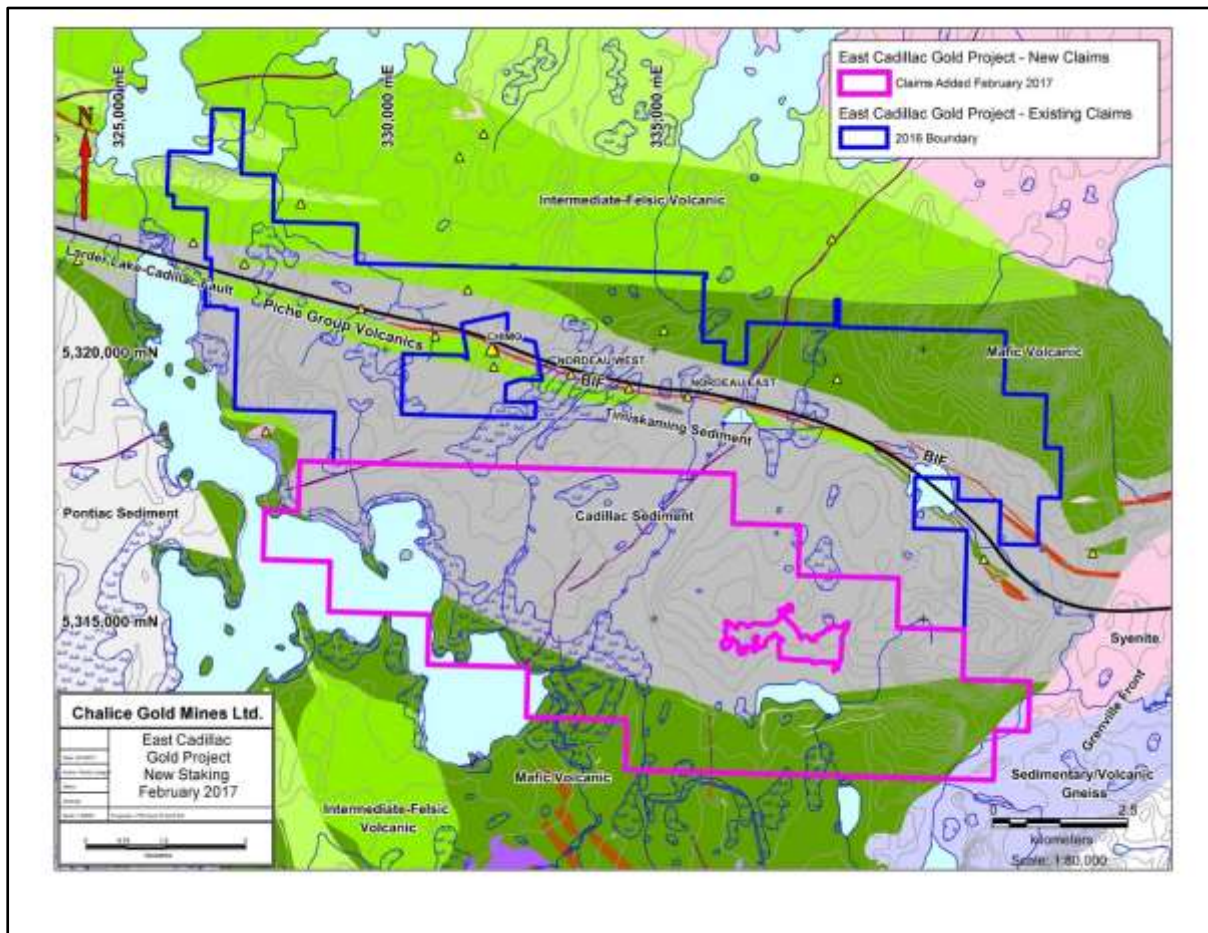 East Cadillac Gold Project - New Claims
Claims Added February 2017
East Cadillac Gold Project - Existing Claims
2016 Boundary
325,000 mE
330,000 mE
335,000 mE
N
Intermediate-Felsic Volcanic
Larder Lake-Cadillac Fault
Piche Group Volcanics
5,320,000 mN
CHIMO
NORDEAU WEST
BIF
NORDEAU EAST
Mafic Volcanic
Timiskaming Sediment
BIF
Pontiac Sediment
Cadillac Sediment
5,315,000 mN
Syenite
Grenville Front
Chalice Gold Mines Ltd.
East Cadillac
Gold Project
New Staking
February 2017
Mafic Volcanic
Intermediate-Felsic
Volcanic
Sedimentary/Volcanic
Gneiss
0 2.5
kilometers
Scale: 1:80,000